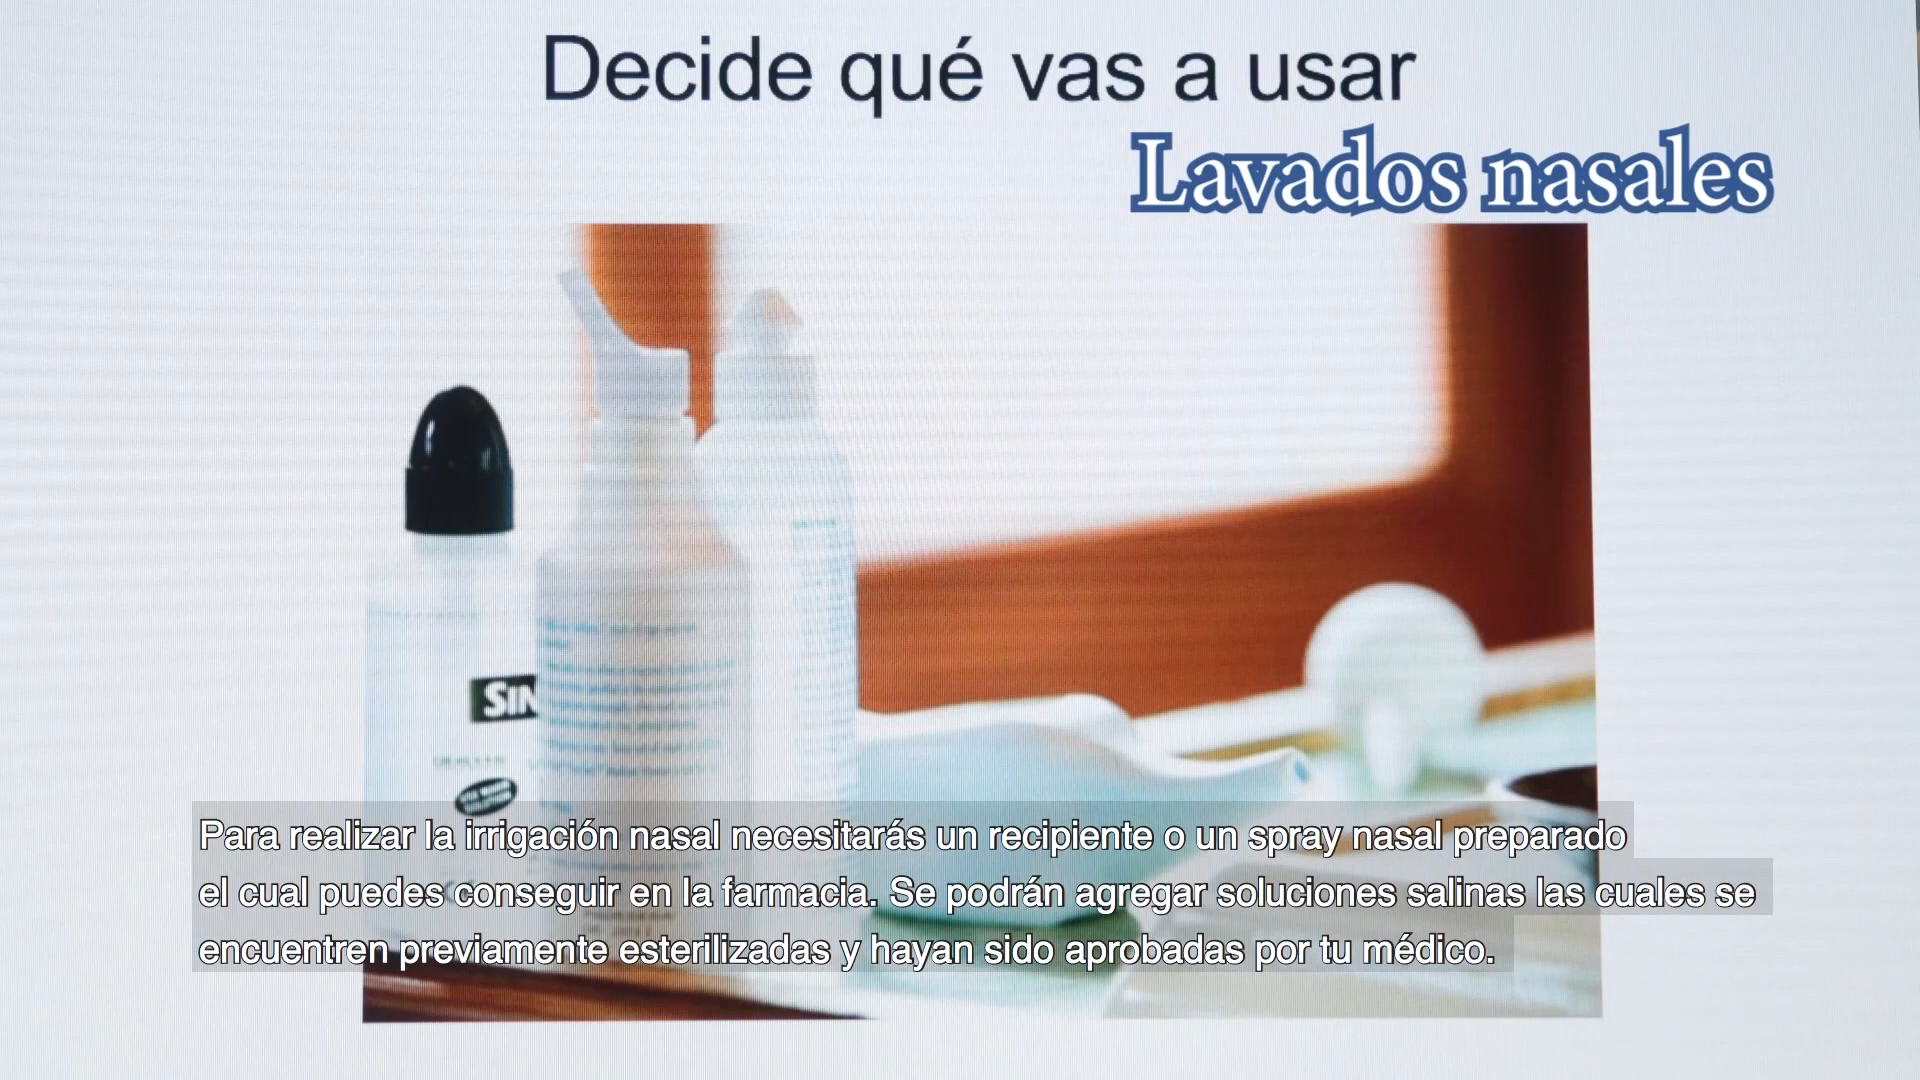 Decide qué vas a usar
Lavados nasales
SIN
Para realizar la irrigación nasal necesitarás un recipiente o un spray nasal preparado
el cual puedes conseguir en la farmacia. Se podrán agregar soluciones salinas las cuales se
encuentren previamente esterilizadas y hayan sido aprobadas por tu médico.